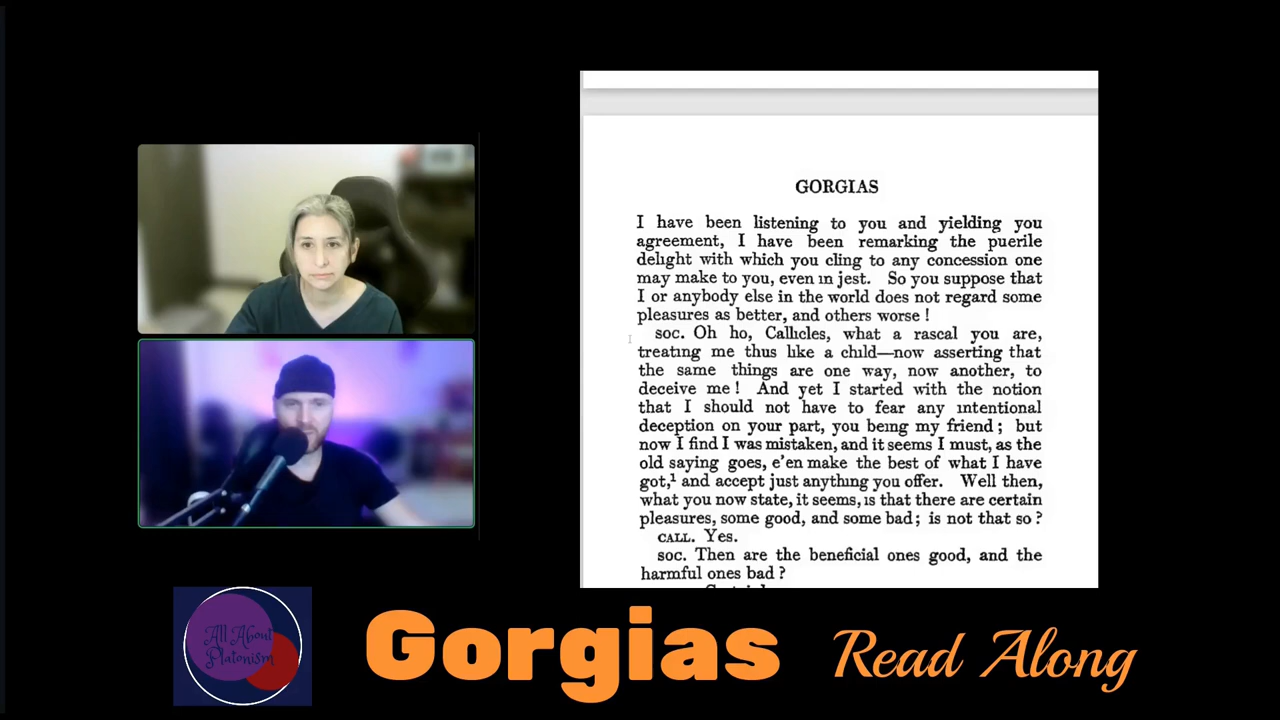 GORGIAS
I have been listening to you and yielding you
agreement, I have been remarking the puerile
delight with which you cling to any concession one
may make to you, even in jest. So you suppose that
I or anybody else in the world does not regard some
pleasures as better, and others worse !
SOC. Oh ho, Callicles, what a rascal you are,
treating me thus like a child—now asserting that
the same things are one way, now another, to
deceive me ! And yet I started with the notion
that I should not have to fear any intentional
deception on your part, you being my friend ; but
now I find I was mistaken, and it seems I must, as the
old saying goes, e'en make the best of what I have
got,¹ and accept just anything you offer. Well then,
what you now state, it seems, is that there are certain
pleasures, some good, and some bad ; is not that so ?
CALL. Yes.
SOC. Then are the beneficial ones good, and the
harmful ones bad ?
All About
Platonism
Gorgias Read Along